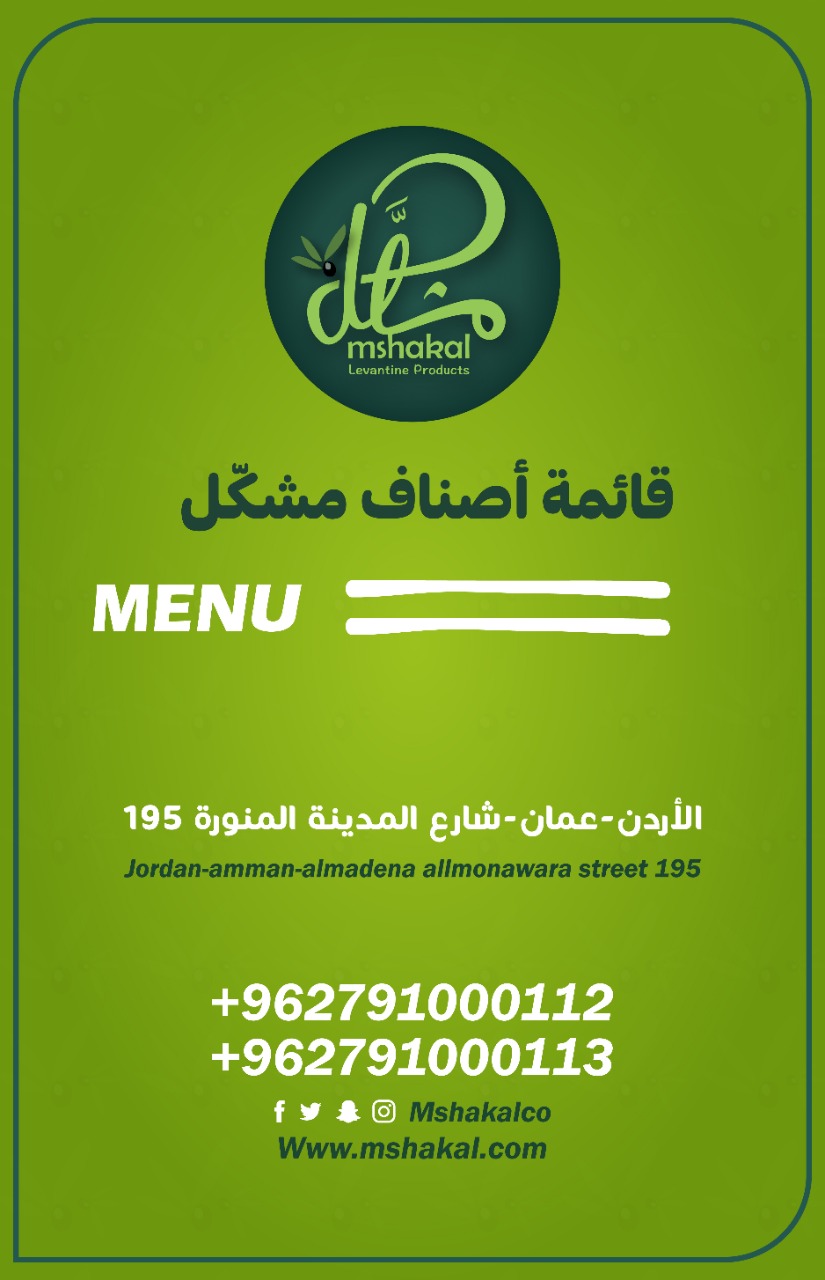 مشكّل
mshakal
Levantine Products
قائمة أصناف مشكّل
MENU
الأردن-عمان-شارع المدينة المنورة 195
Jordan-amman-almadena allmonawara street 195
+962791000112
+962791000113
Mshakalco
Www.mshakal.com